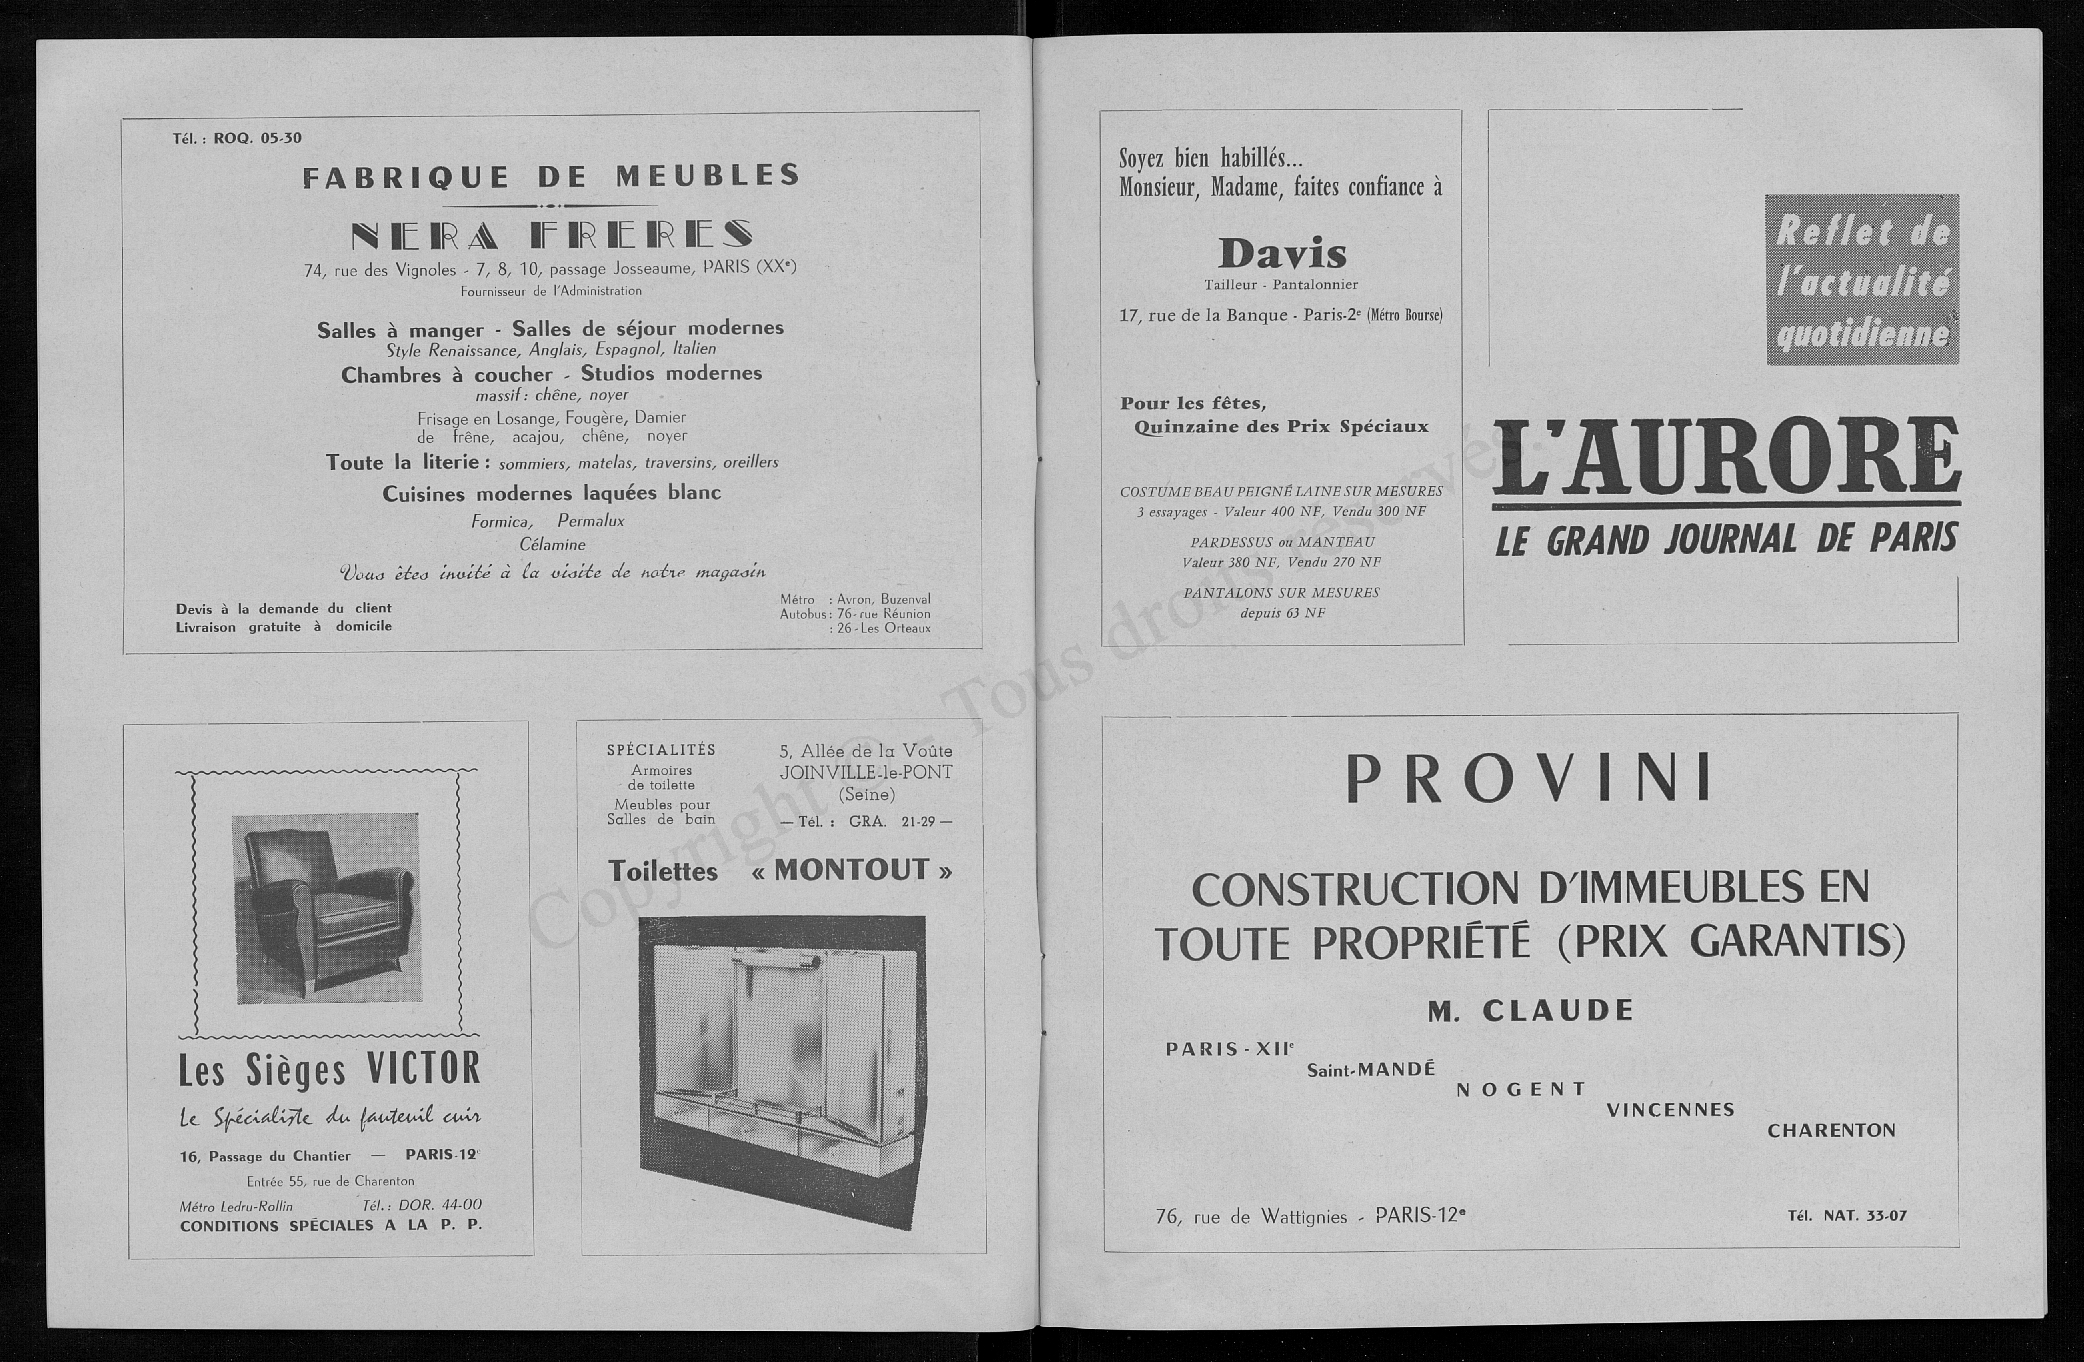 Tél. : ROQ. 05-30
FABRIQUE DE MEUBLES
NERA FRERES
74, rue des Vignoles - 7, 8, 10, passage Josseaume, PARIS (XXe)
Fournisseur de l'Administration
Salles à manger - Salles de séjour modernes
Style Renaissance, Anglais, Espagnol, Italien
Chambres à coucher - Studios modernes
massif : chêne, noyer
Frisage en Losange, Fougère, Damier
de frêne, acajou, chêne, noyer
Toute la literie : sommiers, matelas, traversins, oreillers
Cuisines modernes laquées blanc
Formica, Permalux
Célamine
Vous êtes invité à la visite de notre magasin
Devis à la demande du client
Livraison gratuite à domicile
Métro : Avron, Buzenval
Autobus : 76 - rue Réunion
: 26 - Les Orteaux
Les Sièges VICTOR
Le Spécialiste du fauteuil cuir
16, Passage du Chantier — PARIS-12e
Entrée 55, rue de Charenton
Métro Ledru-Rollin Tél. : DOR. 44-00
CONDITIONS SPÉCIALES A LA P. P.
SPÉCIALITÉS
Armoires
de toilette
Meubles pour
Salles de bain
5, Allée de la Voûte
JOINVILLE-le-PONT
(Seine)
— Tél. : GRA. 21-29 —
Toilettes « MONTOUT »
Soyez bien habillés...
Monsieur, Madame, faites confiance à
Davis
Tailleur - Pantalonnier
17, rue de la Banque - Paris-2e (Métro Bourse)
Pour les fêtes,
Quinzaine des Prix Spéciaux
COSTUME BEAU PEIGNÉ LAINE SUR MESURES
3 essayages - Valeur 400 NF, Vendu 300 NF
PARDESSUS ou MANTEAU
Valeur 380 NF, Vendu 270 NF
PANTALONS SUR MESURES
depuis 63 NF
Reflet de
l'actualité
quotidienne
L'AURORE
LE GRAND JOURNAL DE PARIS
PROVINI
CONSTRUCTION D'IMMEUBLES EN
TOUTE PROPRIÉTÉ (PRIX GARANTIS)
M. CLAUDE
PARIS - XIIe
Saint-MANDÉ
NOGENT
VINCENNES
CHARENTON
76, rue de Wattignies - PARIS-12e
Tél. NAT. 33-07
Copyright © - Tous droits réservés.